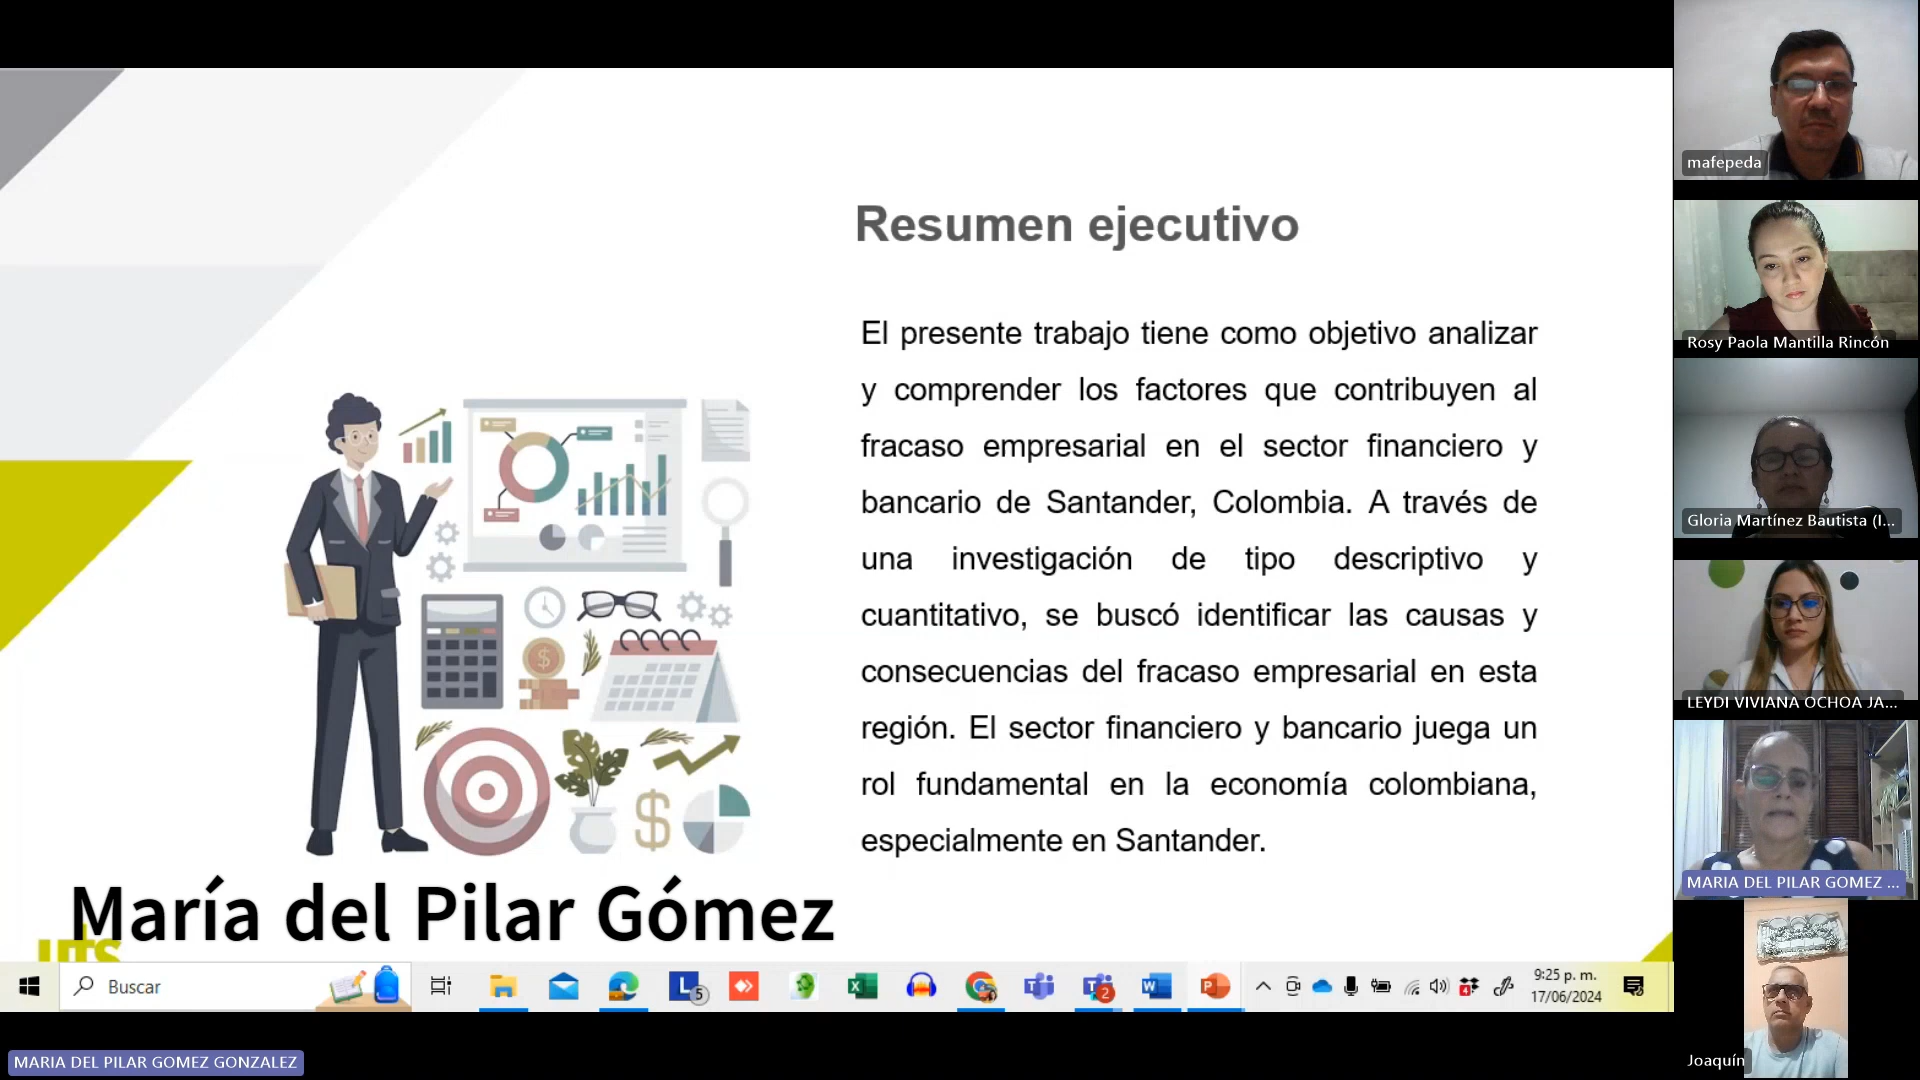 Resumen ejecutivo
El presente trabajo tiene como objetivo analizar
y comprender los factores que contribuyen al
fracaso empresarial en el sector financiero y
bancario de Santander, Colombia. A través de
una investigación de tipo descriptivo y
cuantitativo, se buscó identificar las causas y
consecuencias del fracaso empresarial en esta
región. El sector financiero y bancario juega un
rol fundamental en la economía colombiana,
especialmente en Santander.
María del Pilar Gómez
uts
Buscar
5
2
4
9:25 p. m.
17/06/2024
MARIA DEL PILAR GOMEZ GONZALEZ
mafepeda
Rosy Paola Mantilla Rincón
Gloria Martínez Bautista (I...
LEYDI VIVIANA OCHOA JA...
MARIA DEL PILAR GOMEZ ...
Joaquín